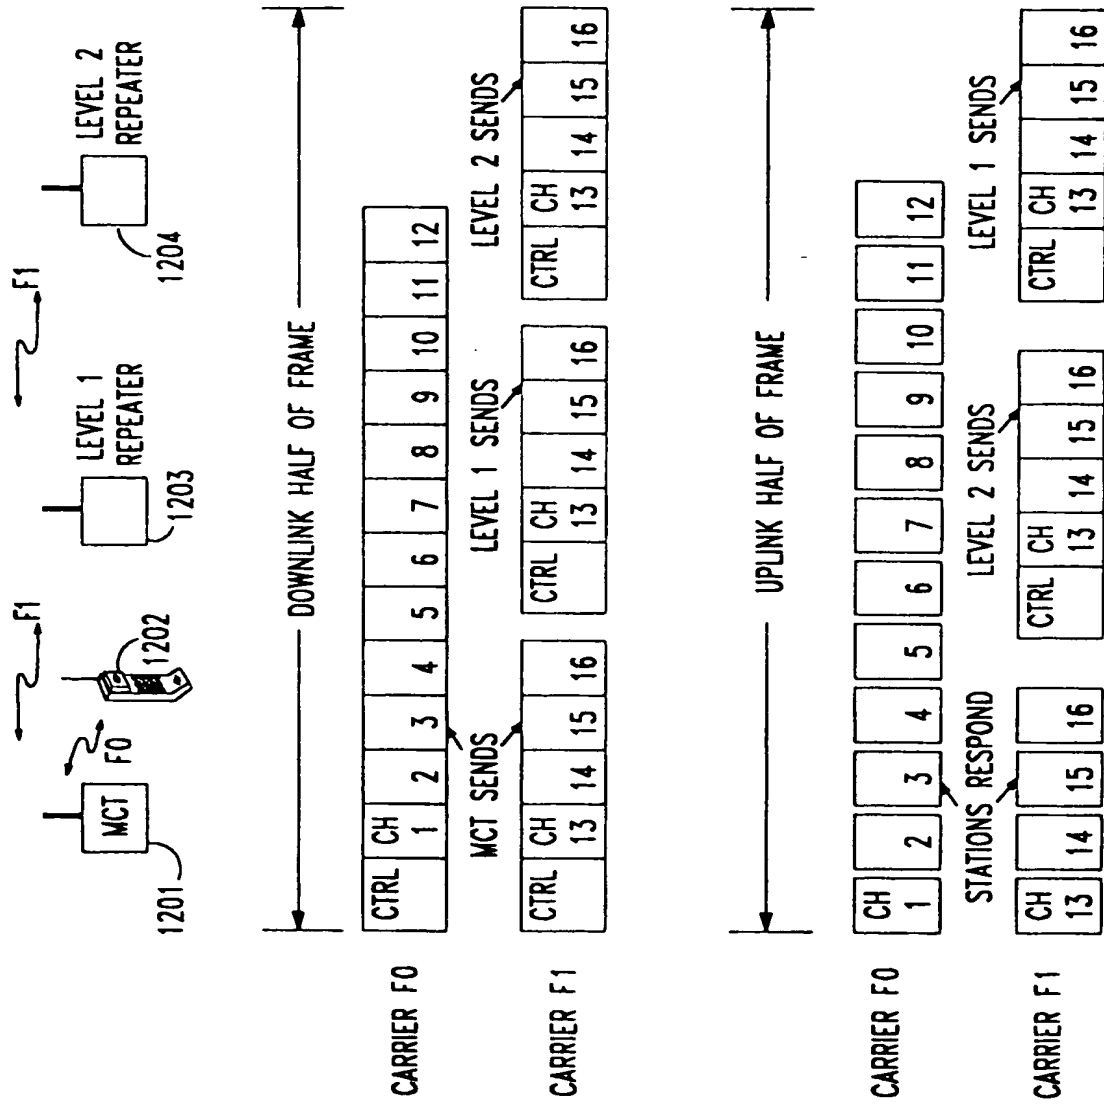 LEVEL 2
REPEATER
1204
F1
LEVEL 1
REPEATER
1203
F1
1202
F0
MCT
1201
DOWNLINK HALF OF FRAME
CARRIER F0
CTRL CH 1 2 3 4 5 6 7 8 9 10 11 12
MCT SENDS
LEVEL 1 SENDS
LEVEL 2 SENDS
CARRIER F1
CTRL CH 13 14 15 16
CTRL CH 13 14 15 16
CTRL CH 13 14 15 16
UPLINK HALF OF FRAME
CARRIER F0
CH 1 2 3 4 5 6 7 8 9 10 11 12
STATIONS RESPOND
LEVEL 2 SENDS
LEVEL 1 SENDS
CARRIER F1
CH 13 14 15 16
CTRL CH 13 14 15 16
CTRL CH 13 14 15 16